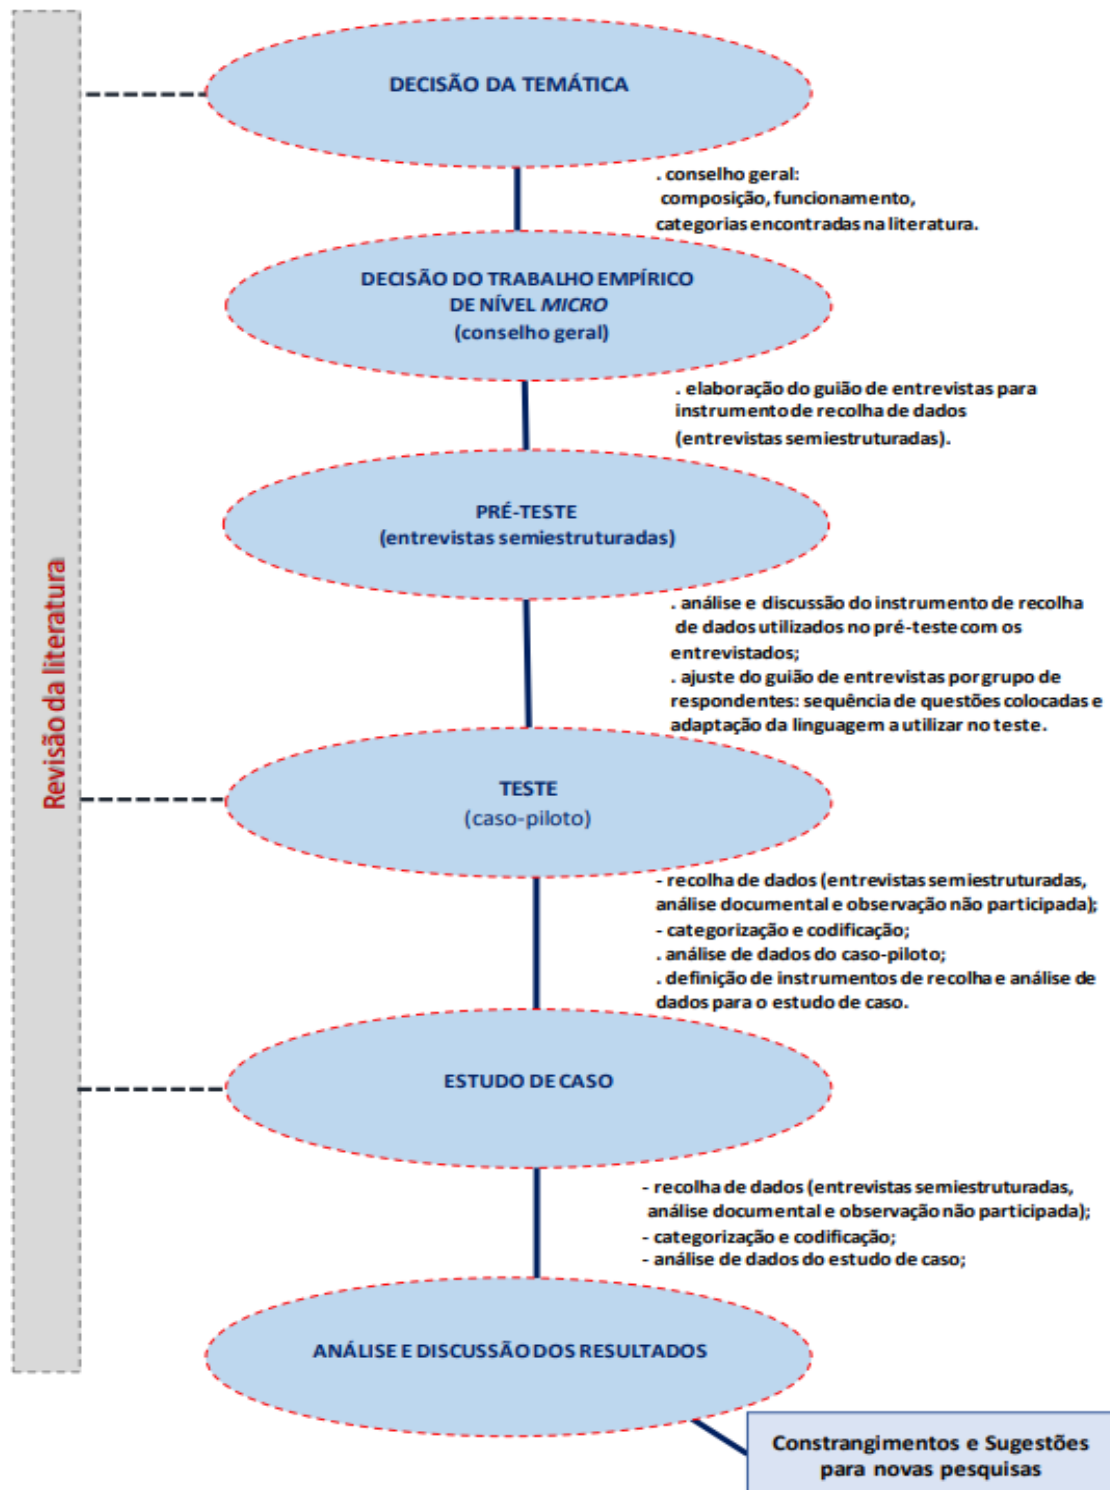 DECISÃO DA TEMÁTICA
. conselho geral:
composição, funcionamento,
categorias encontradas na literatura.
DECISÃO DO TRABALHO EMPÍRICO
DE NÍVEL MICRO
(conselho geral)
. elaboração do guião de entrevistas para
instrumento de recolha de dados
(entrevistas semiestruturadas).
PRÉ-TESTE
(entrevistas semiestruturadas)
Revisão da literatura
. análise e discussão do instrumento de recolha
de dados utilizados no pré-teste com os
entrevistados;
. ajuste do guião de entrevistas por grupo de
respondentes: sequência de questões colocadas e
adaptação da linguagem a utilizar no teste.
TESTE
(caso-piloto)
- recolha de dados (entrevistas semiestruturadas,
análise documental e observação não participada);
- categorização e codificação;
. análise de dados do caso-piloto;
. definição de instrumentos de recolha e análise de
dados para o estudo de caso.
ESTUDO DE CASO
- recolha de dados (entrevistas semiestruturadas,
análise documental e observação não participada);
- categorização e codificação;
- análise de dados do estudo de caso;
ANÁLISE E DISCUSSÃO DOS RESULTADOS
Constrangimentos e Sugestões
para novas pesquisas